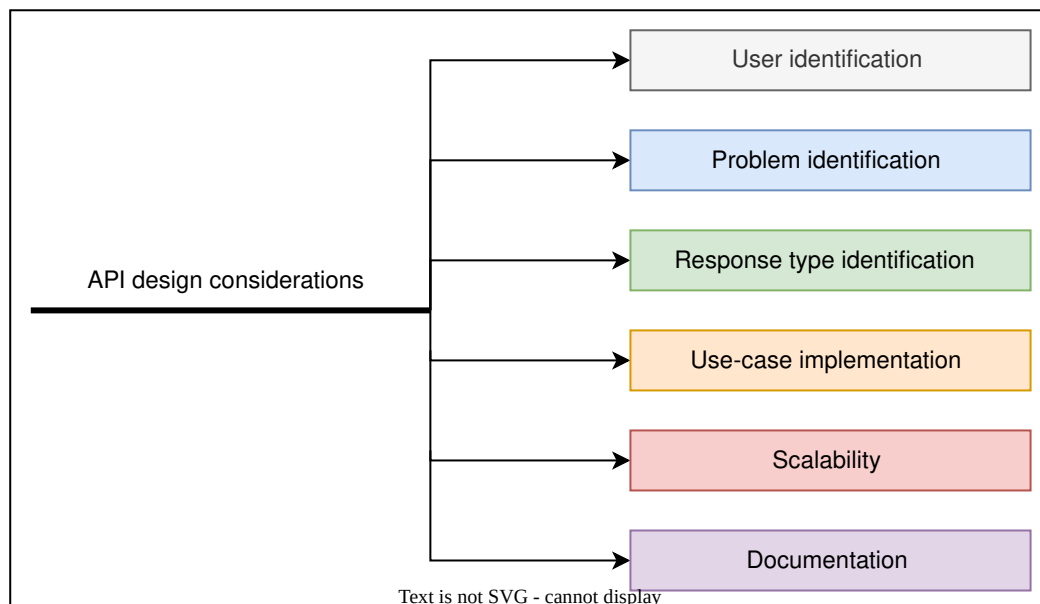 User identification
Problem identification
Response type identification
API design considerations
Use-case implementation
Scalability
Documentation
Text is not SVG - cannot display